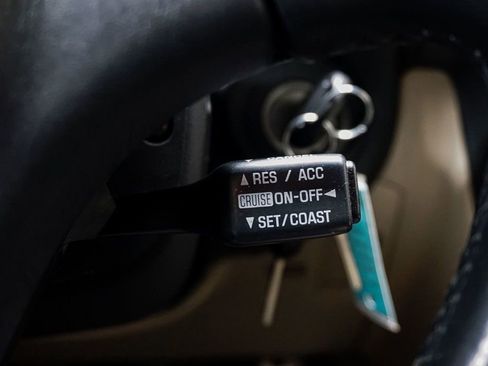 ▲ RES / ACC
CRUISE ON-OFF ◄
▼ SET/COAST